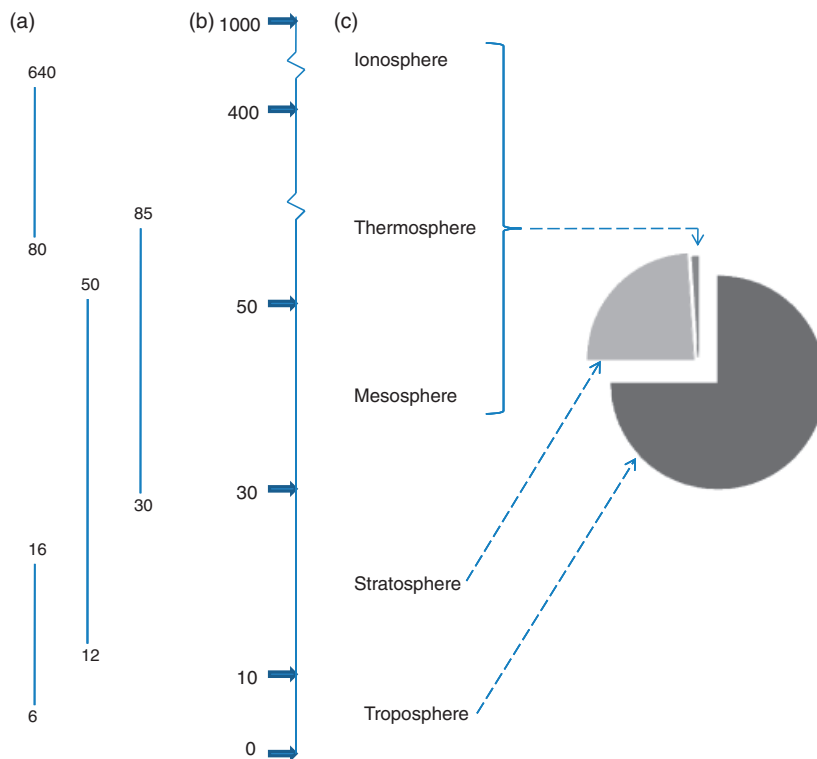 (a)
(b)
(c)
1000
Ionosphere
640
400
85
Thermosphere
80
50
50
Mesosphere
30
30
16
Stratosphere
12
10
6
Troposphere
0